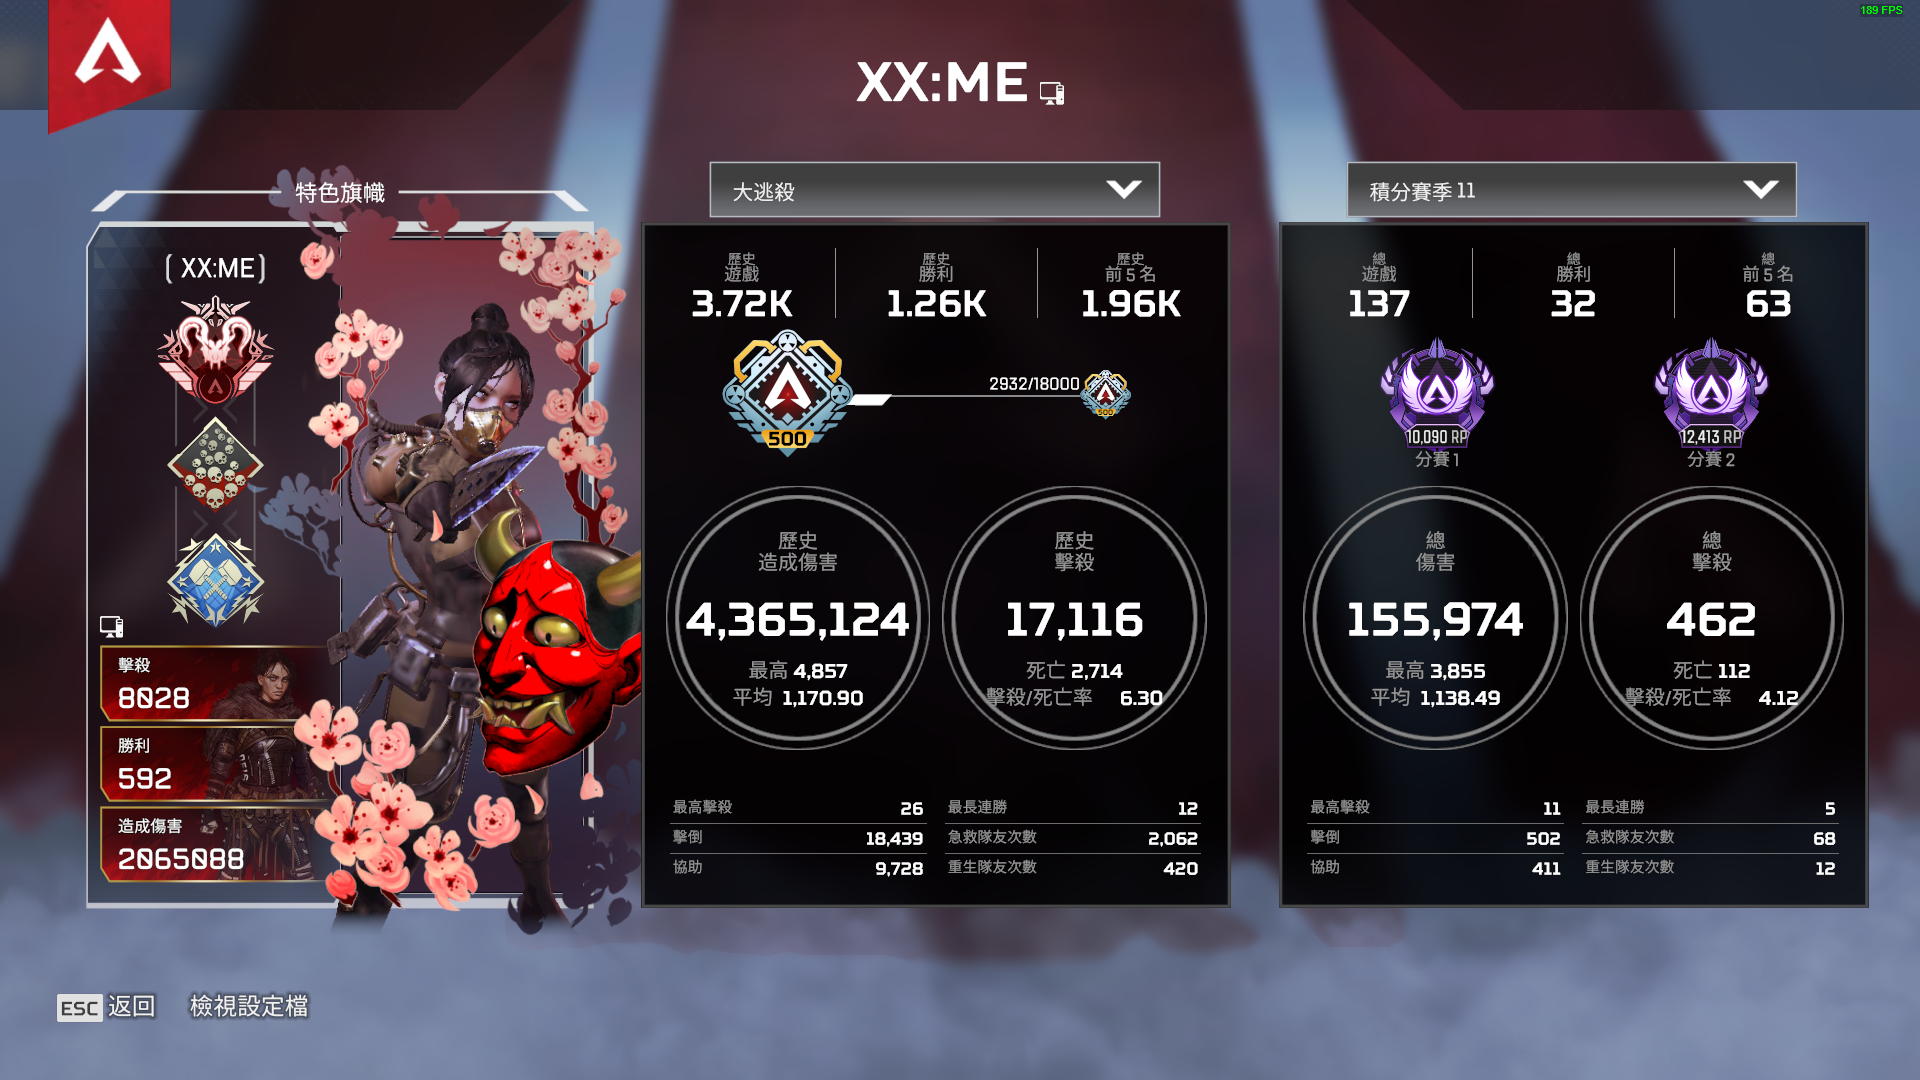 189 FPS
XX:ME
特色旗幟
大逃殺
積分賽季 11
( XX:ME )
擊殺
8028
勝利
592
造成傷害
2065088
歷史
遊戲
3.72K
歷史
勝利
1.26K
歷史
前 5 名
1.96K
500
2932/18000
500
歷史
造成傷害
4,365,124
最高 4,857
平均 1,170.90
歷史
擊殺
17,116
死亡 2,714
擊殺/死亡率 6.30
最高擊殺 26
擊倒 18,439
協助 9,728
最長連勝 12
急救隊友次數 2,062
重生隊友次數 420
總
遊戲
137
總
勝利
32
總
前 5 名
63
10,090 RP
分賽 1
12,413 RP
分賽 2
總
傷害
155,974
最高 3,855
平均 1,138.49
總
擊殺
462
死亡 112
擊殺/死亡率 4.12
最高擊殺 11
擊倒 502
協助 411
最長連勝 5
急救隊友次數 68
重生隊友次數 12
ESC 返回 檢視設定檔